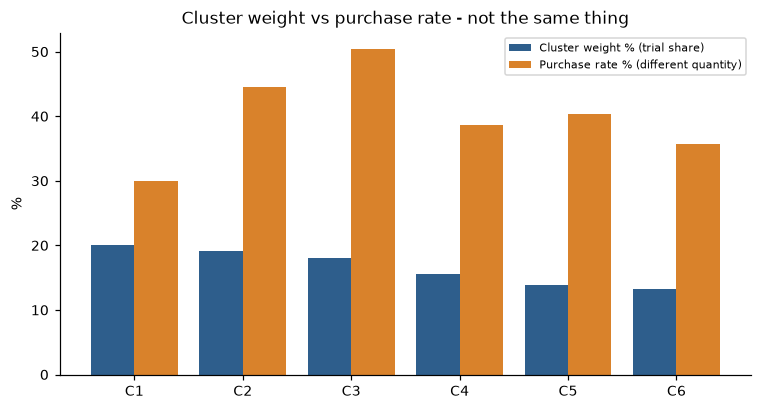 Cluster weight vs purchase rate - not the same thing
Cluster weight % (trial share)
Purchase rate % (different quantity)
%
50
40
30
20
10
0
C1 C2 C3 C4 C5 C6